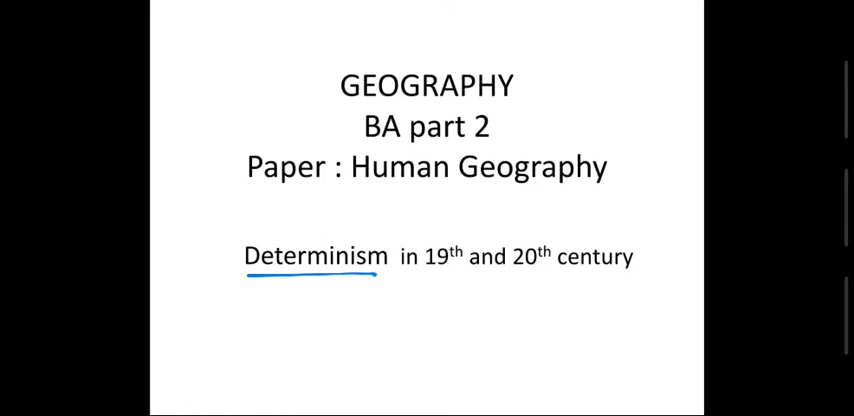 GEOGRAPHY
BA part 2
Paper : Human Geography
Determinism in 19th and 20th century